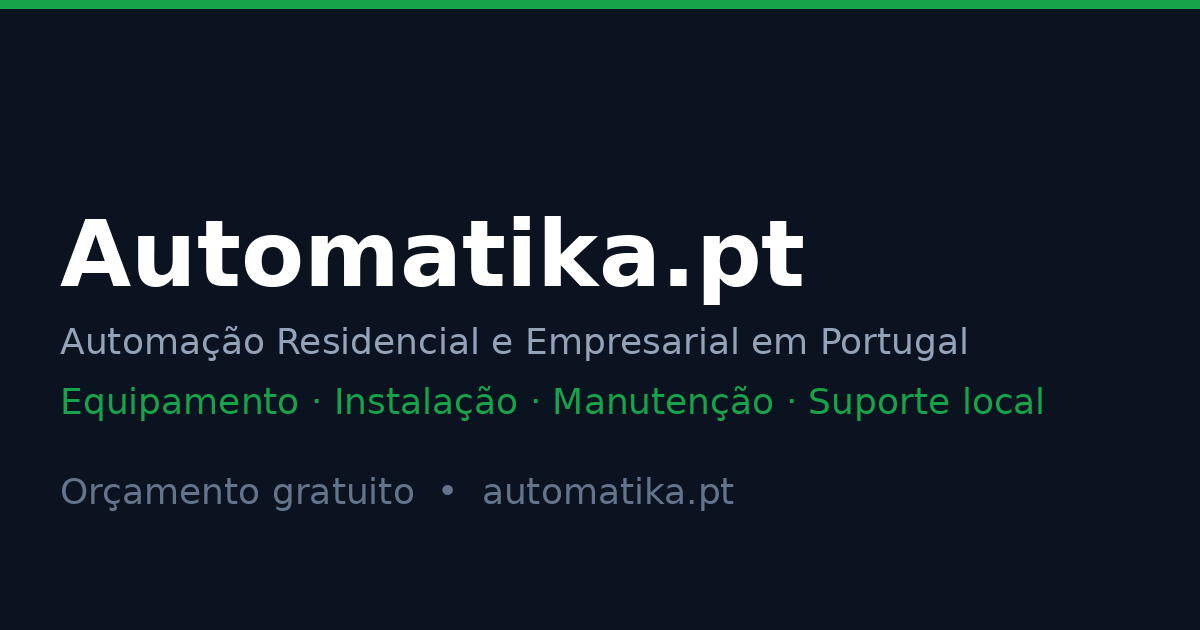 Automatika.pt
Automação Residencial e Empresarial em Portugal
Equipamento · Instalação · Manutenção · Suporte local
Orçamento gratuito • automatika.pt